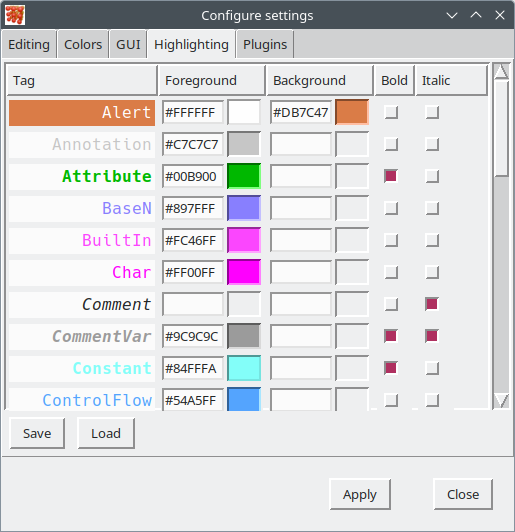 Configure settings
Editing Colors GUI Highlighting Plugins
Tag Foreground Background Bold Italic
Alert #FFFFFF #DB7C47
Annotation #C7C7C7
Attribute #00B900
BaseN #897FFF
BuiltIn #FC46FF
Char #FF00FF
Comment
CommentVar #9C9C9C
Constant #84FFFA
ControlFlow #54A5FF
Save Load
Apply Close